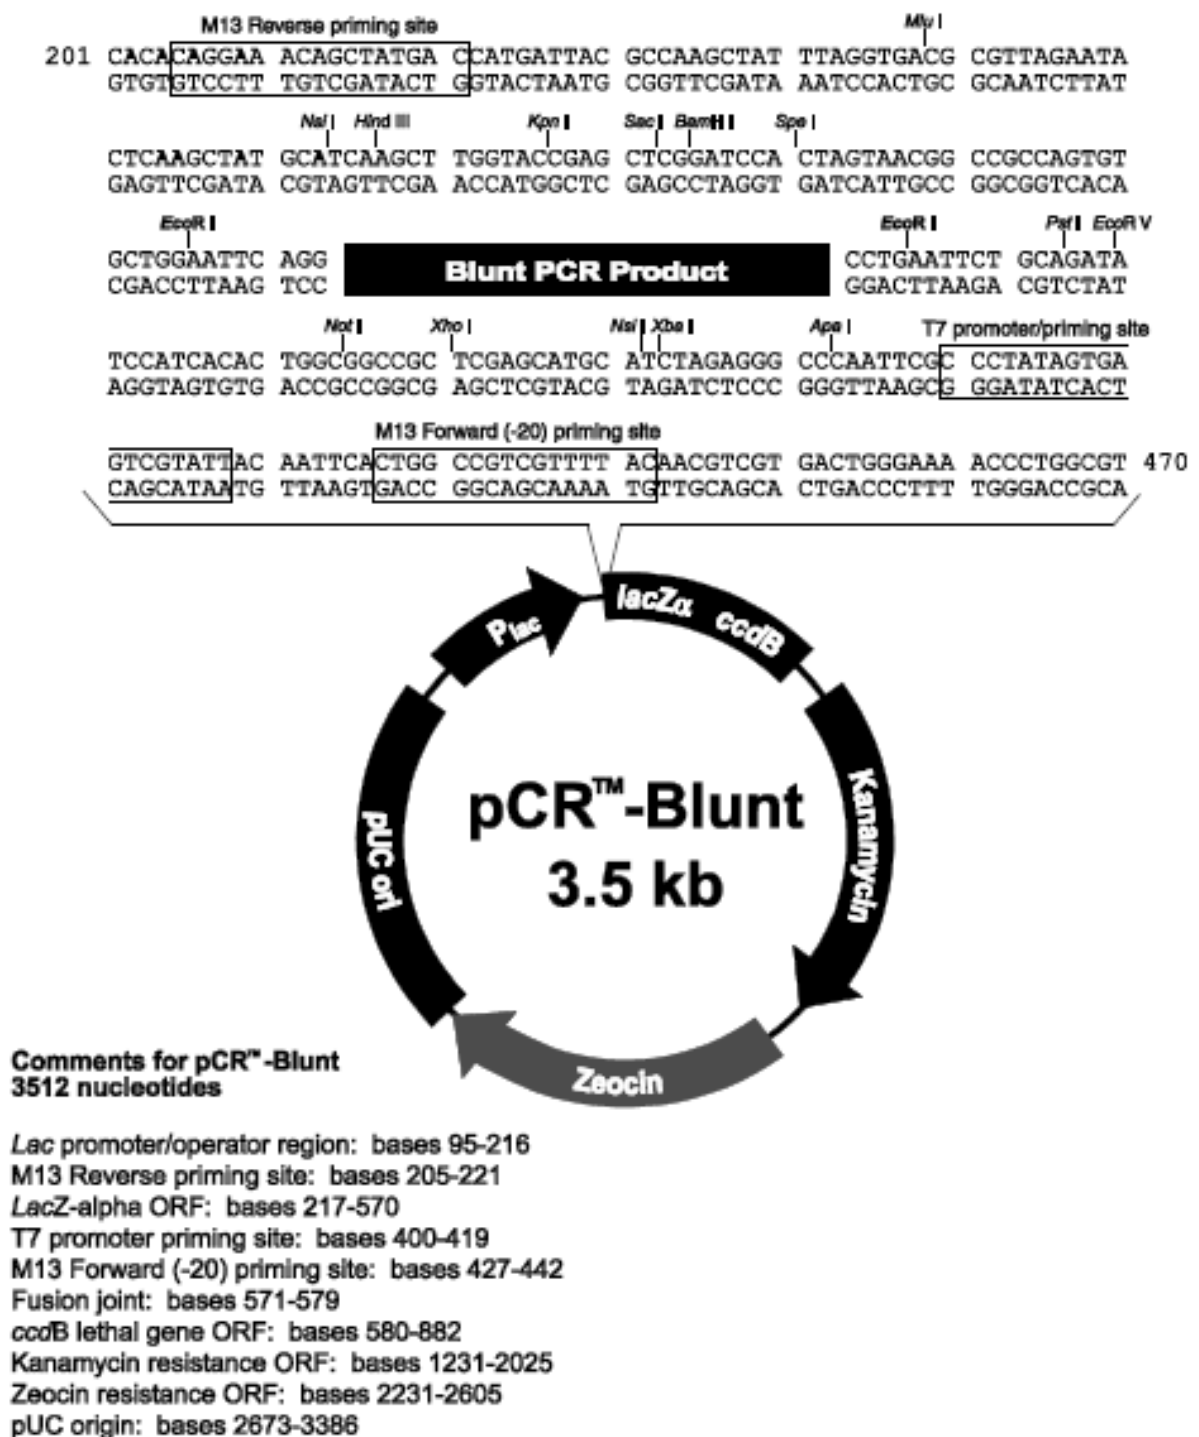 M13 Reverse priming site
Mlu I
201 CACACAGGAA ACAGCTATGAC CATGATTAC GCCAAGCTAT TTAGGTGACG CGTTAGAATA
GTGTGTCCTT TGTCGATACT GGTACTAATG CGGTTCGATA AATCCACTGC GCAATCTTAT
Nsi I Hind III Kpn I Sac I BamH I Spe I
CTCAAGCTAT GCATCAAGCT TGGTACCGAG CTCGGATCCA CTAGTAACGG CCGCCAGTGT
GAGTTCGATA CGTAGTTCGA ACCATGGCTC GAGCCTAGGT GATCATTGCC GGCGGTCACA
EcoR I EcoR I Pst I EcoR V
GCTGGAATTC AGG Blunt PCR Product CCTGAATTCT GCAGATA
CGACCTTAAG TCC GGACTTAAGA CGTCTAT
Not I Xho I Nsi I Xba I Apa I T7 promoter/priming site
TCCATCACAC TGGCGGCCGC TCGAGCATGC ATCTAGAGGG CCCAATTCGC CCTATAGTGA
AGGTAGTGTG ACCGCCGGCG AGCTCGTACG TAGATCTCCC GGGTTAAGCG GGATATCACT
M13 Forward (-20) priming site
GTCGTATTAC AATTCACTGG CCGTCGTTTT ACAACGTCGT GACTGGGAAA ACCCTGGCGT 470
CAGCATAATG TTAAGTGACC GGCAGCAAAA TGTTGCAGCA CTGACCCTTT TGGGACCGCA
Plac
lacZα
ccdB
Kanamycin
pUC ori
pCR™-Blunt
3.5 kb
Zeocin
Comments for pCR™-Blunt
3512 nucleotides
Lac promoter/operator region: bases 95-216
M13 Reverse priming site: bases 205-221
LacZ-alpha ORF: bases 217-570
T7 promoter priming site: bases 400-419
M13 Forward (-20) priming site: bases 427-442
Fusion joint: bases 571-579
ccdB lethal gene ORF: bases 580-882
Kanamycin resistance ORF: bases 1231-2025
Zeocin resistance ORF: bases 2231-2605
pUC origin: bases 2673-3386